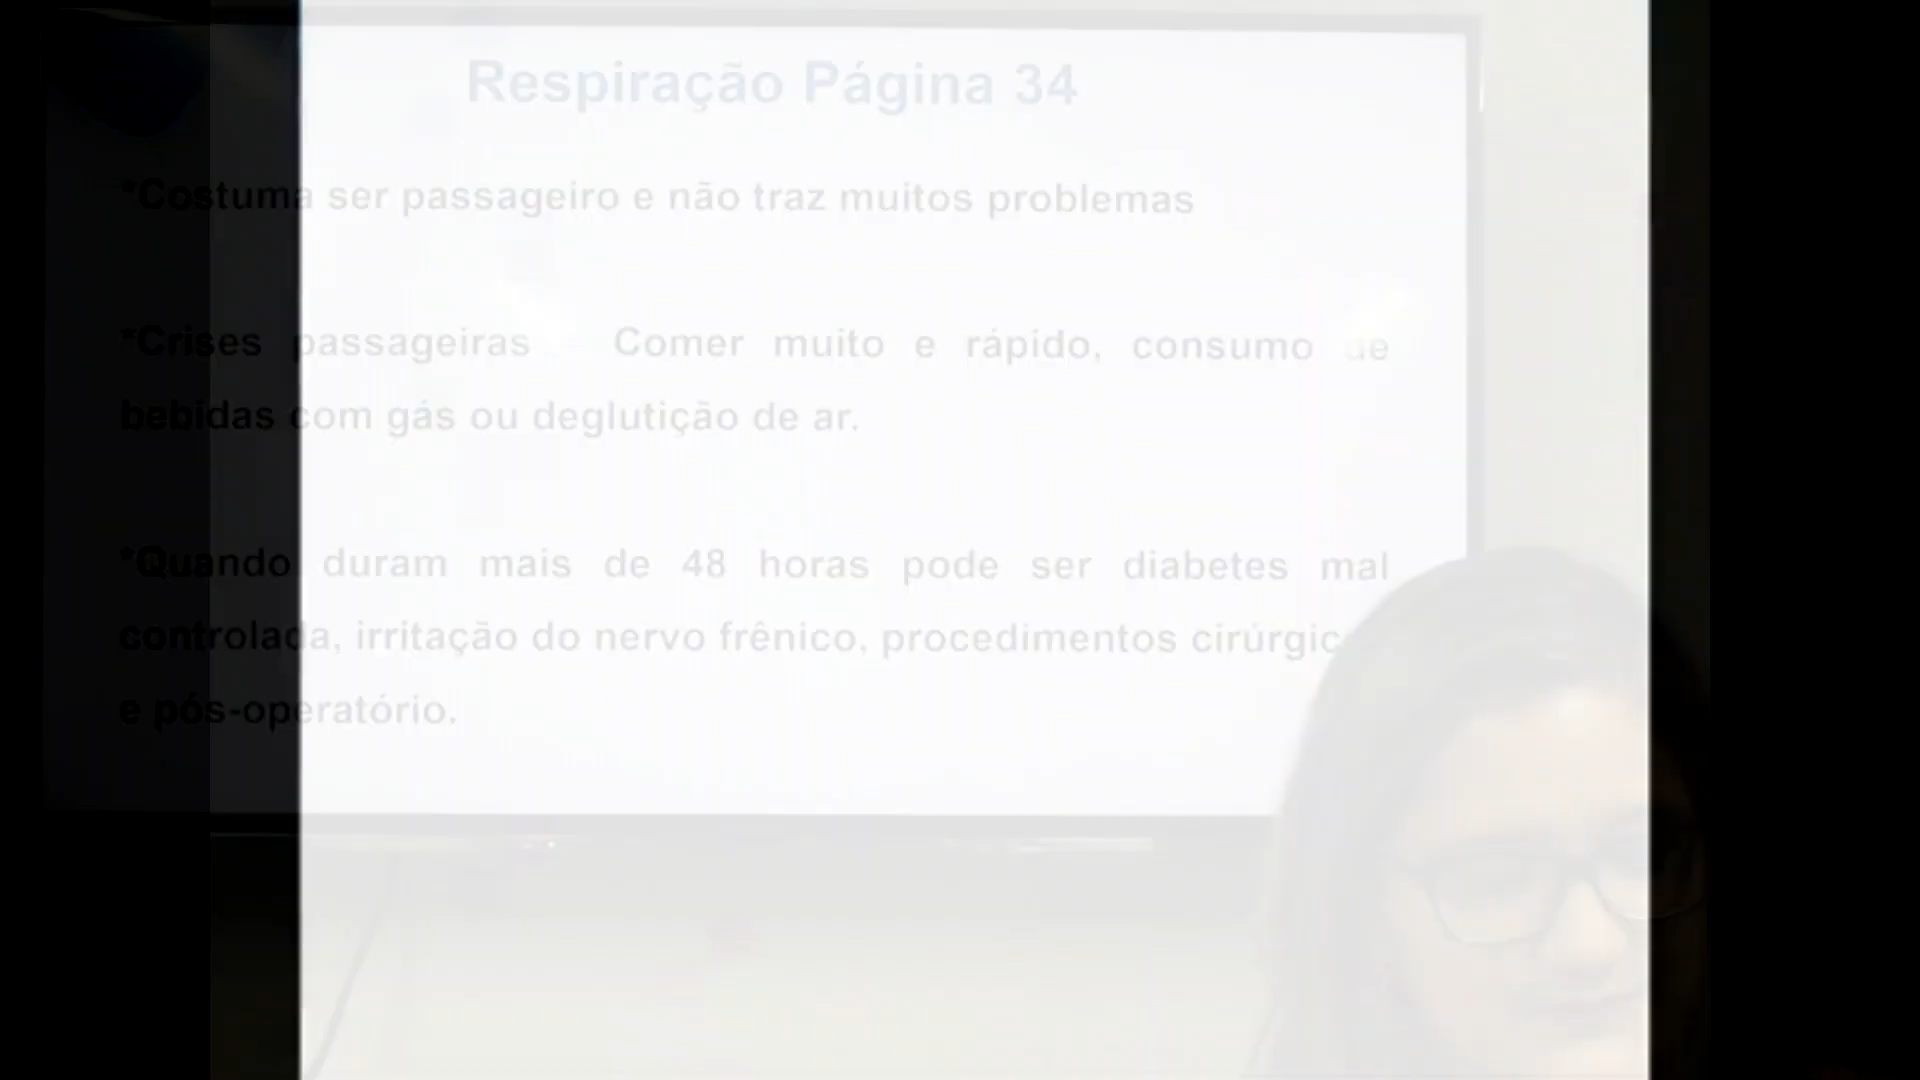 Respiração Página 34
*Costuma ser passageiro e não traz muitos problemas
*Crises passageiras – Comer muito e rápido, consumo de
bebidas com gás ou deglutição de ar.
*Quando duram mais de 48 horas pode ser diabetes mal
controlada, irritação do nervo frênico, procedimentos
e pós-operatório.